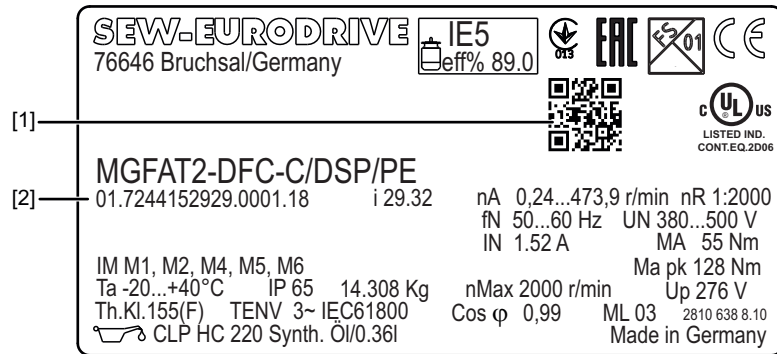 SEW-EURODRIVE
76646 Bruchsal/Germany
IE5
eff% 89.0
013
EAC
FS 01
CE
[1]
C UL US
LISTED IND.
CONT.EQ.2D06
MGFAT2-DFC-C/DSP/PE
[2]
01.7244152929.0001.18 i 29.32
nA 0,24...473,9 r/min nR 1:2000
fN 50...60 Hz UN 380...500 V
IN 1.52 A MA 55 Nm
IM M1, M2, M4, M5, M6 Ma pk 128 Nm
Ta -20...+40°C IP 65 14.308 Kg nMax 2000 r/min Up 276 V
Th.Kl.155(F) TENV 3~ IEC61800 Cos φ 0,99 ML 03 2810 638 8.10
CLP HC 220 Synth. Öl/0.36l Made in Germany